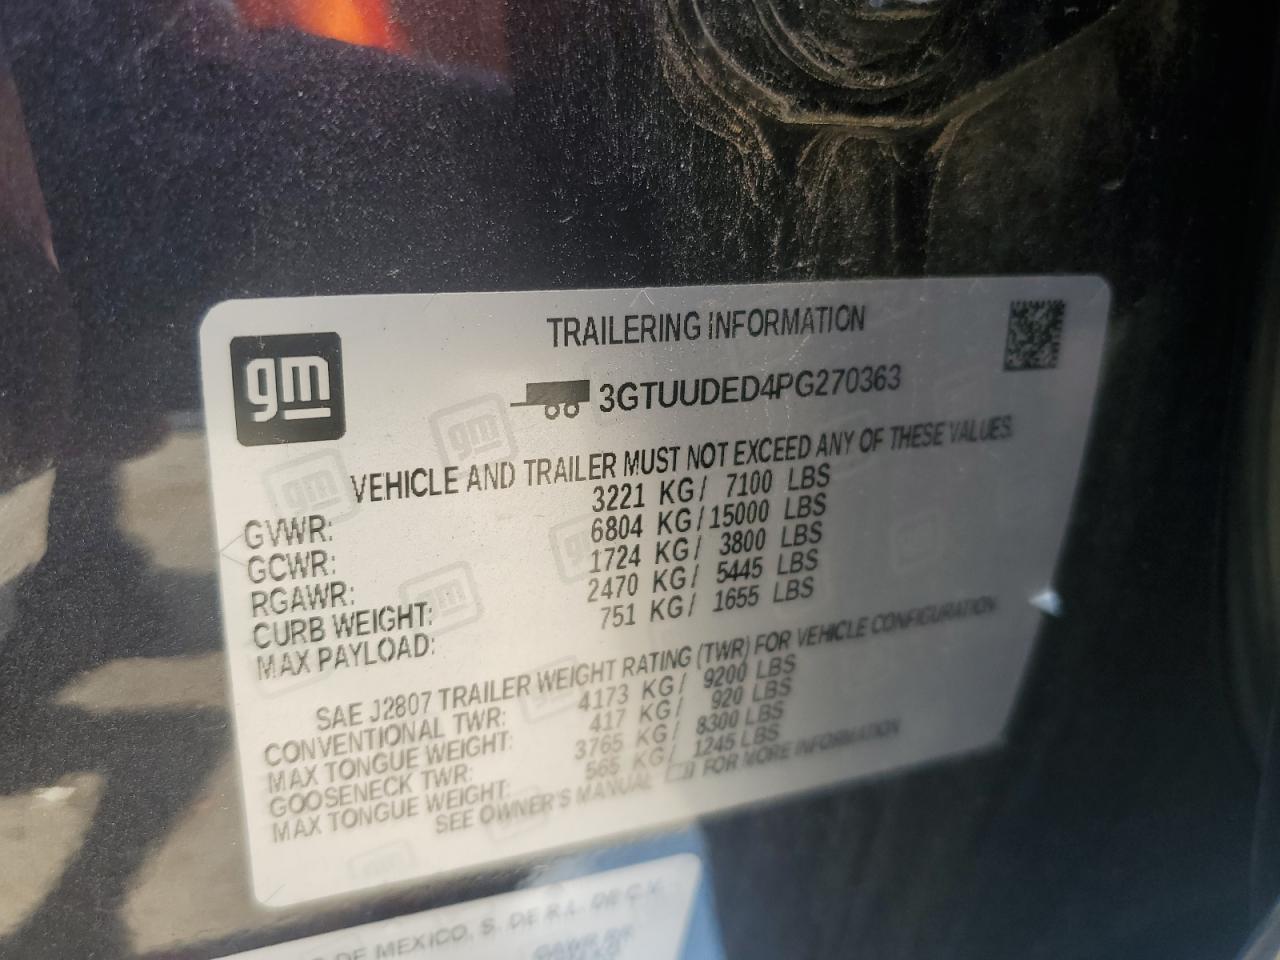 gm
TRAILERING INFORMATION
3GTUUDED4PG270363
VEHICLE AND TRAILER MUST NOT EXCEED ANY OF THESE VALUES.
GVWR: 3221 KG/ 7100 LBS
GCWR: 6804 KG/15000 LBS
RGAWR: 1724 KG/ 3800 LBS
CURB WEIGHT: 2470 KG/ 5445 LBS
MAX PAYLOAD: 751 KG/ 1655 LBS
SAE J2807 TRAILER WEIGHT RATING (TWR) FOR VEHICLE CONFIGURATION
CONVENTIONAL TWR: 4173 KG/ 9200 LBS
MAX TONGUE WEIGHT: 417 KG/ 920 LBS
GOOSENECK TWR: 3765 KG/ 8300 LBS
MAX TONGUE WEIGHT: 565 KG/ 1245 LBS
SEE OWNER'S MANUAL FOR MORE INFORMATION
DE MEXICO, S. DE R.L. DE C.V.